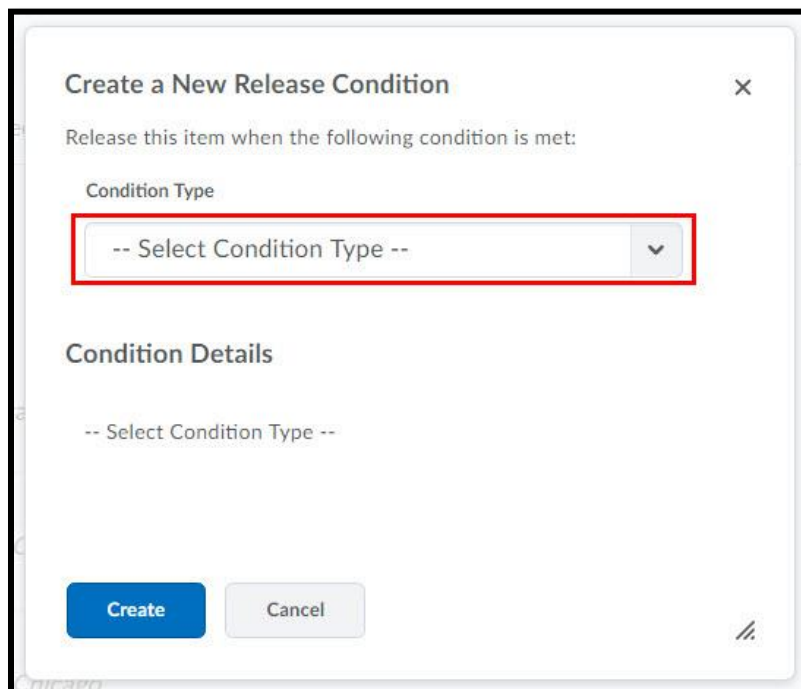 Create a New Release Condition
Release this item when the following condition is met:
Condition Type
-- Select Condition Type --
Condition Details
-- Select Condition Type --
Create
Cancel
Chicago